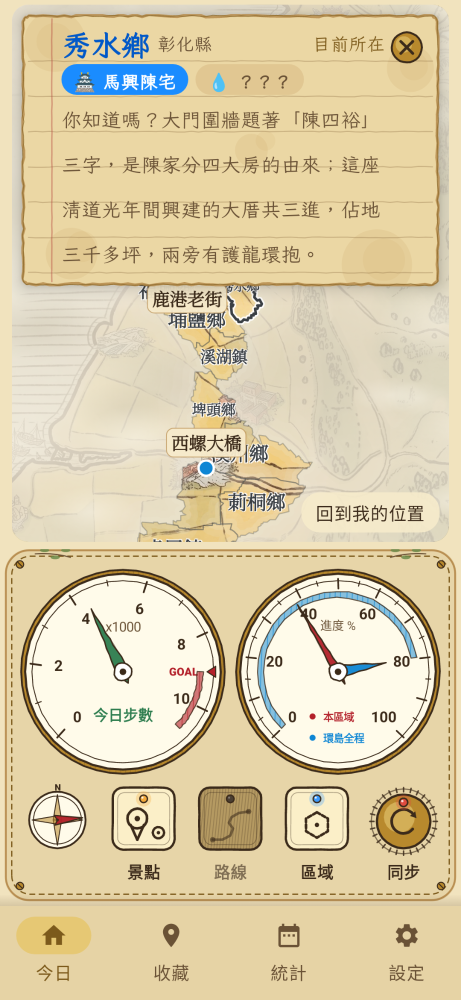 秀水鄉 彰化縣 目前所在
馬興陳宅 ？？？
你知道嗎？大門圍牆題著「陳四裕」
三字，是陳家分四大房的由來；這座
清道光年間興建的大厝共三進，佔地
三千多坪，兩旁有護龍環抱。
鹿港老街
埔鹽鄉
溪湖鎮
埤頭鄉
西螺大橋
莿桐鄉
回到我的位置
0 2 4 6 8 10
x1000
GOAL
今日步數
0 20 40 60 80 100
進度 %
本區域
環島全程
N
景點 路線 區域 同步
今日 收藏 統計 設定